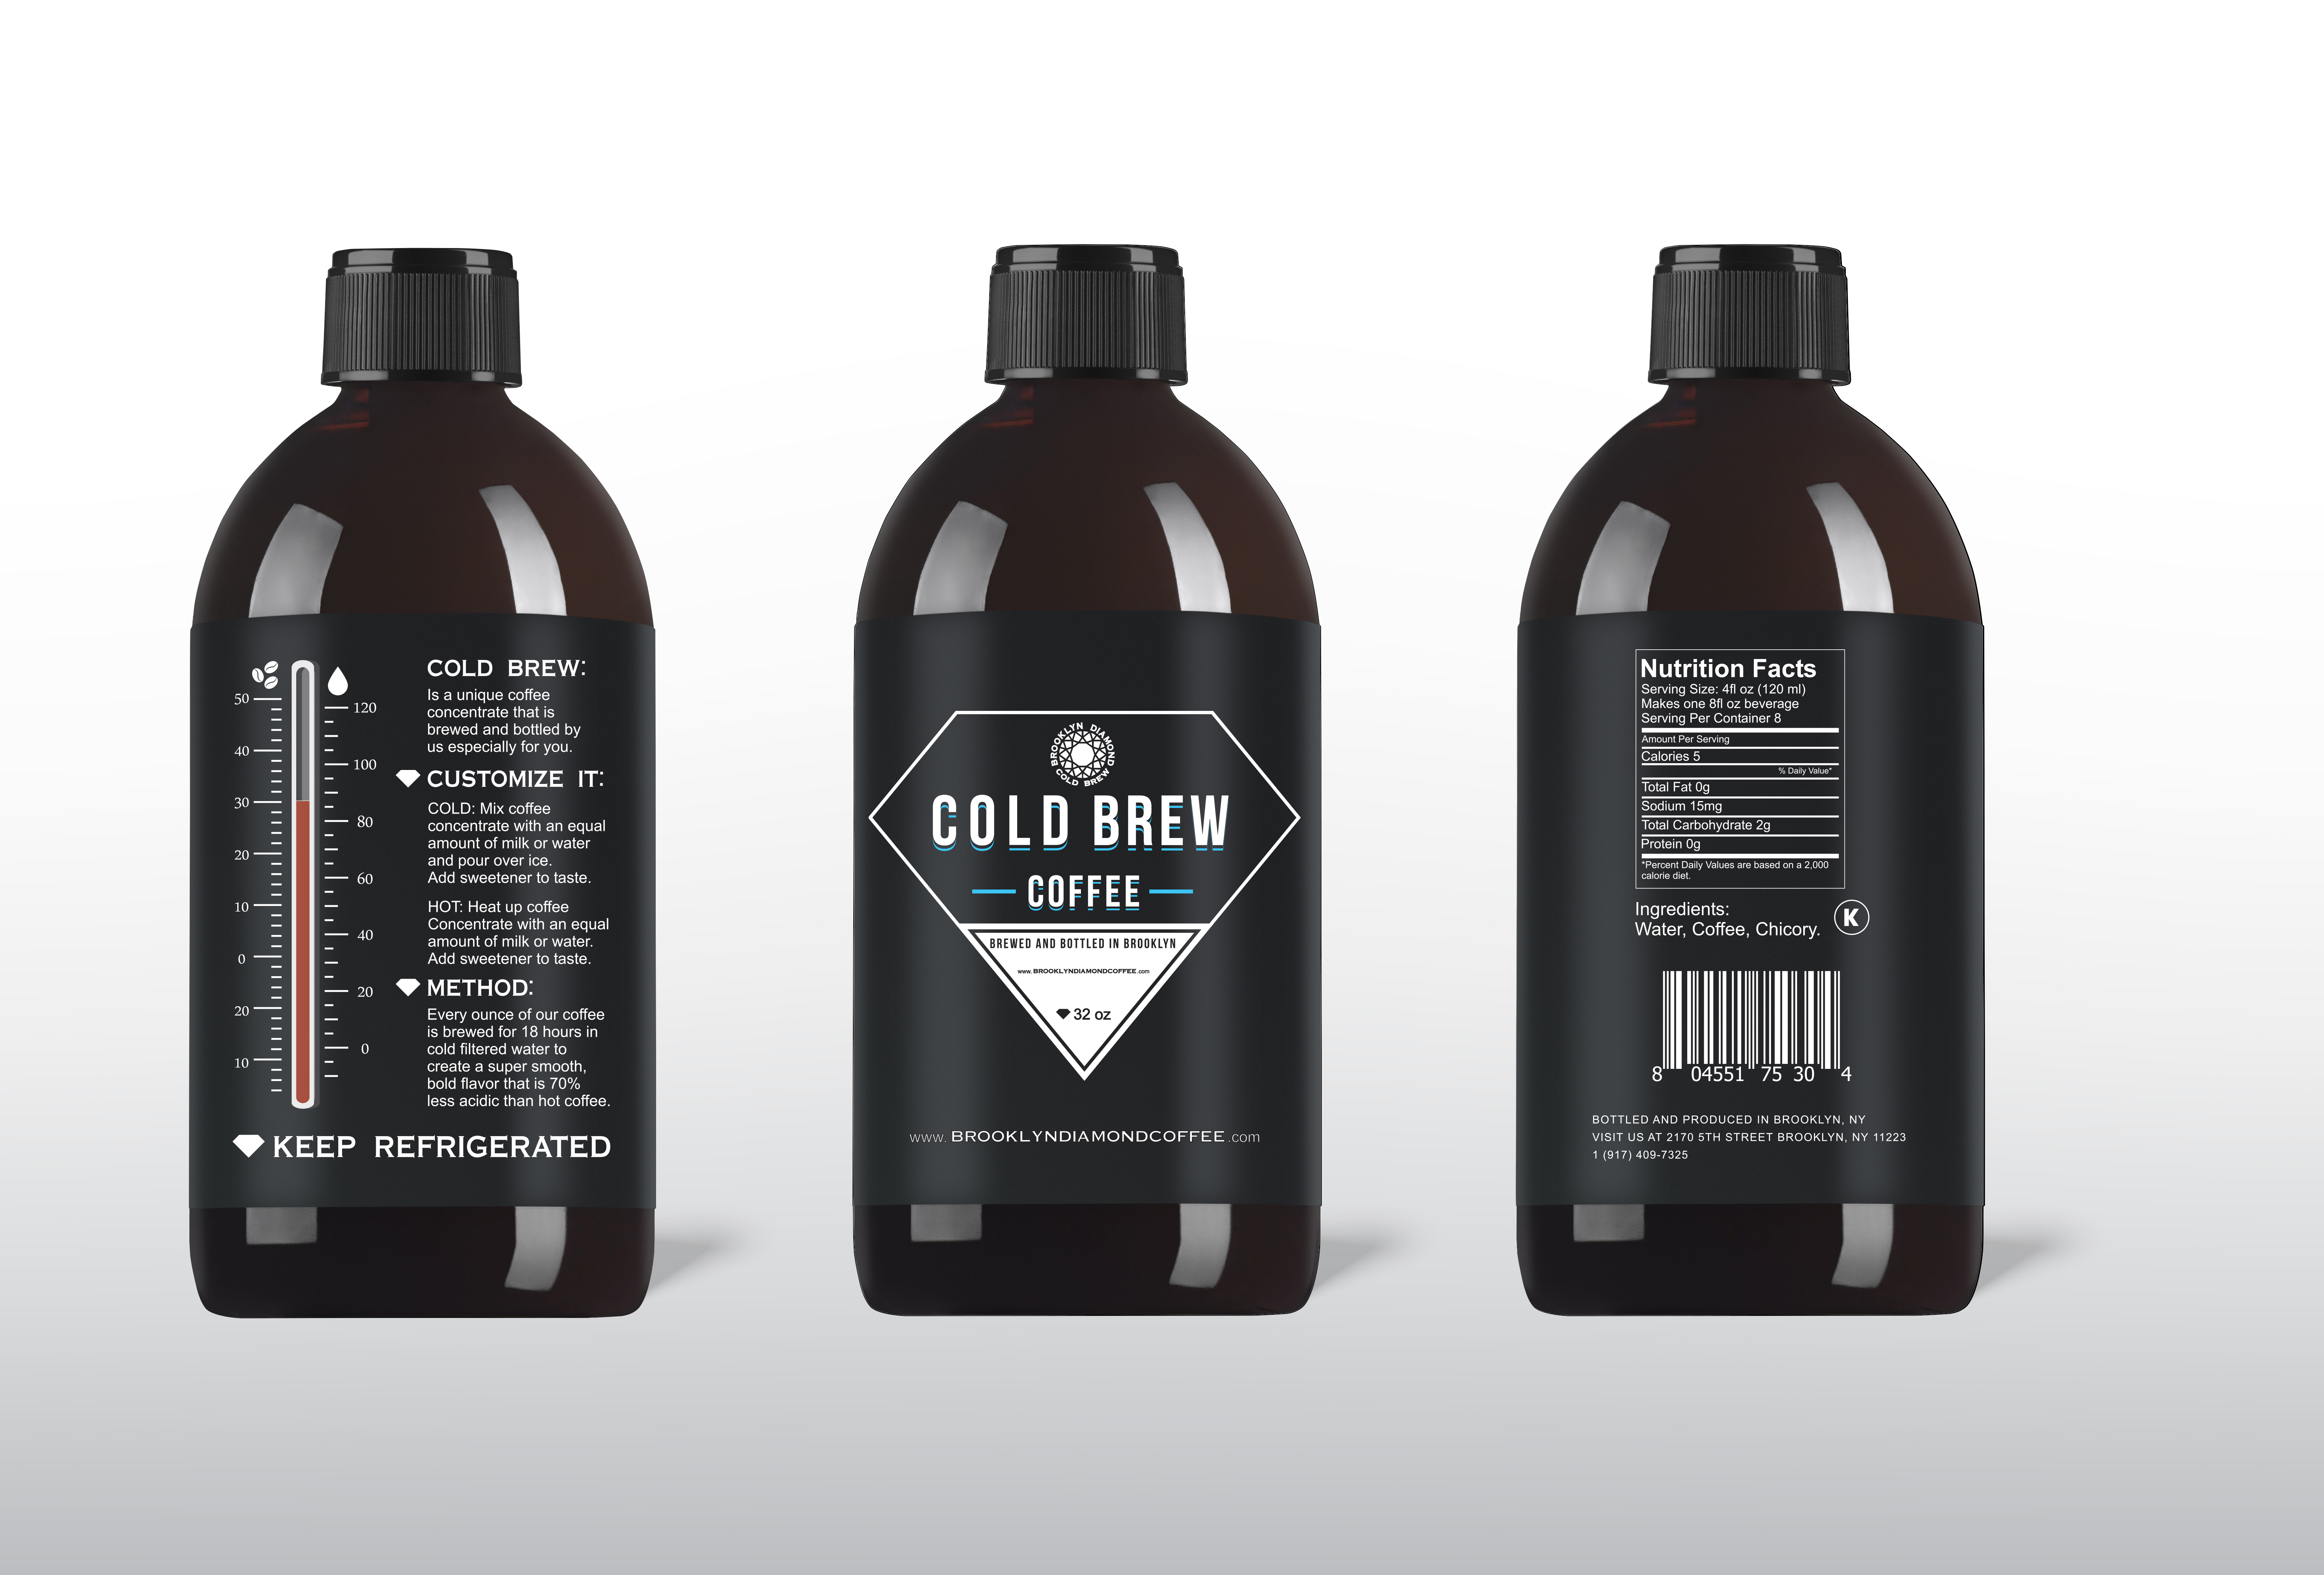 50
40
30
20
10
0
20
10
120
100
80
60
40
20
0
COLD BREW:
Is a unique coffee
concentrate that is
brewed and bottled by
us especially for you.
CUSTOMIZE IT:
COLD: Mix coffee
concentrate with an equal
amount of milk or water
and pour over ice.
Add sweetener to taste.
HOT: Heat up coffee
Concentrate with an equal
amount of milk or water.
Add sweetener to taste.
METHOD:
Every ounce of our coffee
is brewed for 18 hours in
cold filtered water to
create a super smooth,
bold flavor that is 70%
less acidic than hot coffee.
KEEP REFRIGERATED
BROOKLYN DIAMOND
COLD BREW
COLD BREW
COFFEE
BREWED AND BOTTLED IN BROOKLYN
www.BROOKLYNDIAMONDCOFFEE.com
32 oz
www.BROOKLYNDIAMONDCOFFEE.com
Nutrition Facts
Serving Size: 4fl oz (120 ml)
Makes one 8fl oz beverage
Serving Per Container 8
Amount Per Serving
Calories 5
% Daily Value*
Total Fat 0g
Sodium 15mg
Total Carbohydrate 2g
Protein 0g
*Percent Daily Values are based on a 2,000
calorie diet.
Ingredients:
Water, Coffee, Chicory.
K
8 04551 75 30 4
BOTTLED AND PRODUCED IN BROOKLYN, NY
VISIT US AT 2170 5TH STREET BROOKLYN, NY 11223
1 (917) 409-7325